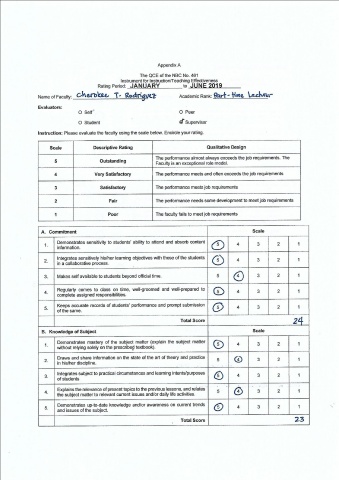 Appendix A
The QCE of the NBC No. 461
Instrument for Instruction/Teaching Effectiveness
Rating Period: JANUARY to JUNE 2019
Name of Faculty: Cherokee T. Rodriguez Academic Rank: Part-time Lecturer
Evaluators:
O Self O Peer
O Student Supervisor
Instruction: Please evaluate the faculty using the scale below. Encircle your rating.
Scale Descriptive Rating Qualitative Design
5 Outstanding The performance almost always exceeds the job requirements. The
Faculty is an exceptional role model.
4 Very Satisfactory The performance meets and often exceeds the job requirements
3 Satisfactory The performance meets job requirements
2 Fair The performance needs some development to meet job requirements
1 Poor The faculty fails to meet job requirements
A. Commitment Scale
1. Demonstrates sensitivity to students' ability to attend and absorb content
information. 5 4 3 2 1
2. Integrates sensitively his/her learning objectives with those of the students
in a collaborative process. 5 4 3 2 1
3. Makes self available to students beyond official time. 5 4 3 2 1
4. Regularly comes to class on time, well-groomed and well-prepared to
complete assigned responsibilities. 5 4 3 2 1
5. Keeps accurate records of students' performance and prompt submission
of the same. 5 4 3 2 1
Total Score 24
B. Knowledge of Subject Scale
1. Demonstrates mastery of the subject matter (explain the subject matter
without relying solely on the prescribed textbook). 5 4 3 2 1
2. Draws and share information on the state of the art of theory and practice
in his/her discipline. 5 4 3 2 1
3. Integrates subject to practical circumstances and learning intents/purposes
of students 5 4 3 2 1
4. Explains the relevance of present topics to the previous lessons, and relates
the subject matter to relevant current issues and/or daily life activities. 5 4 3 2 1
5. Demonstrates up-to-date knowledge and/or awareness on current trends
and issues of the subject. 5 4 3 2 1
Total Score 23